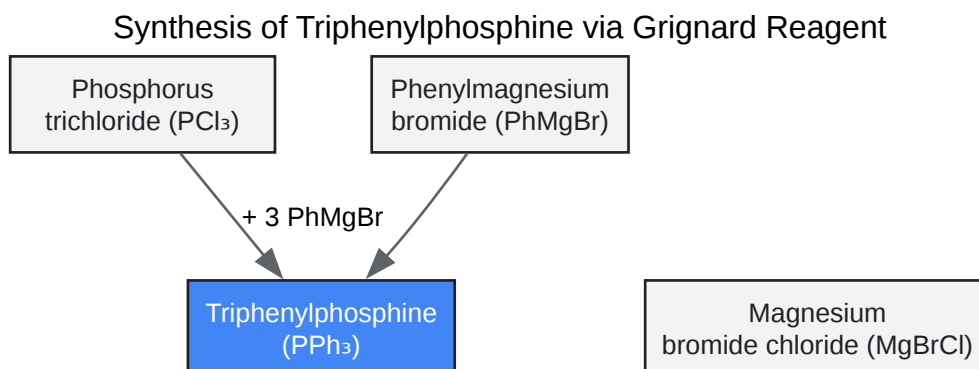 Synthesis of Triphenylphosphine via Grignard Reagent
Phosphorus
trichloride (PCl₃)
Phenylmagnesium
bromide (PhMgBr)
+ 3 PhMgBr
Triphenylphosphine
(PPh₃)
Magnesium
bromide chloride (MgBrCl)